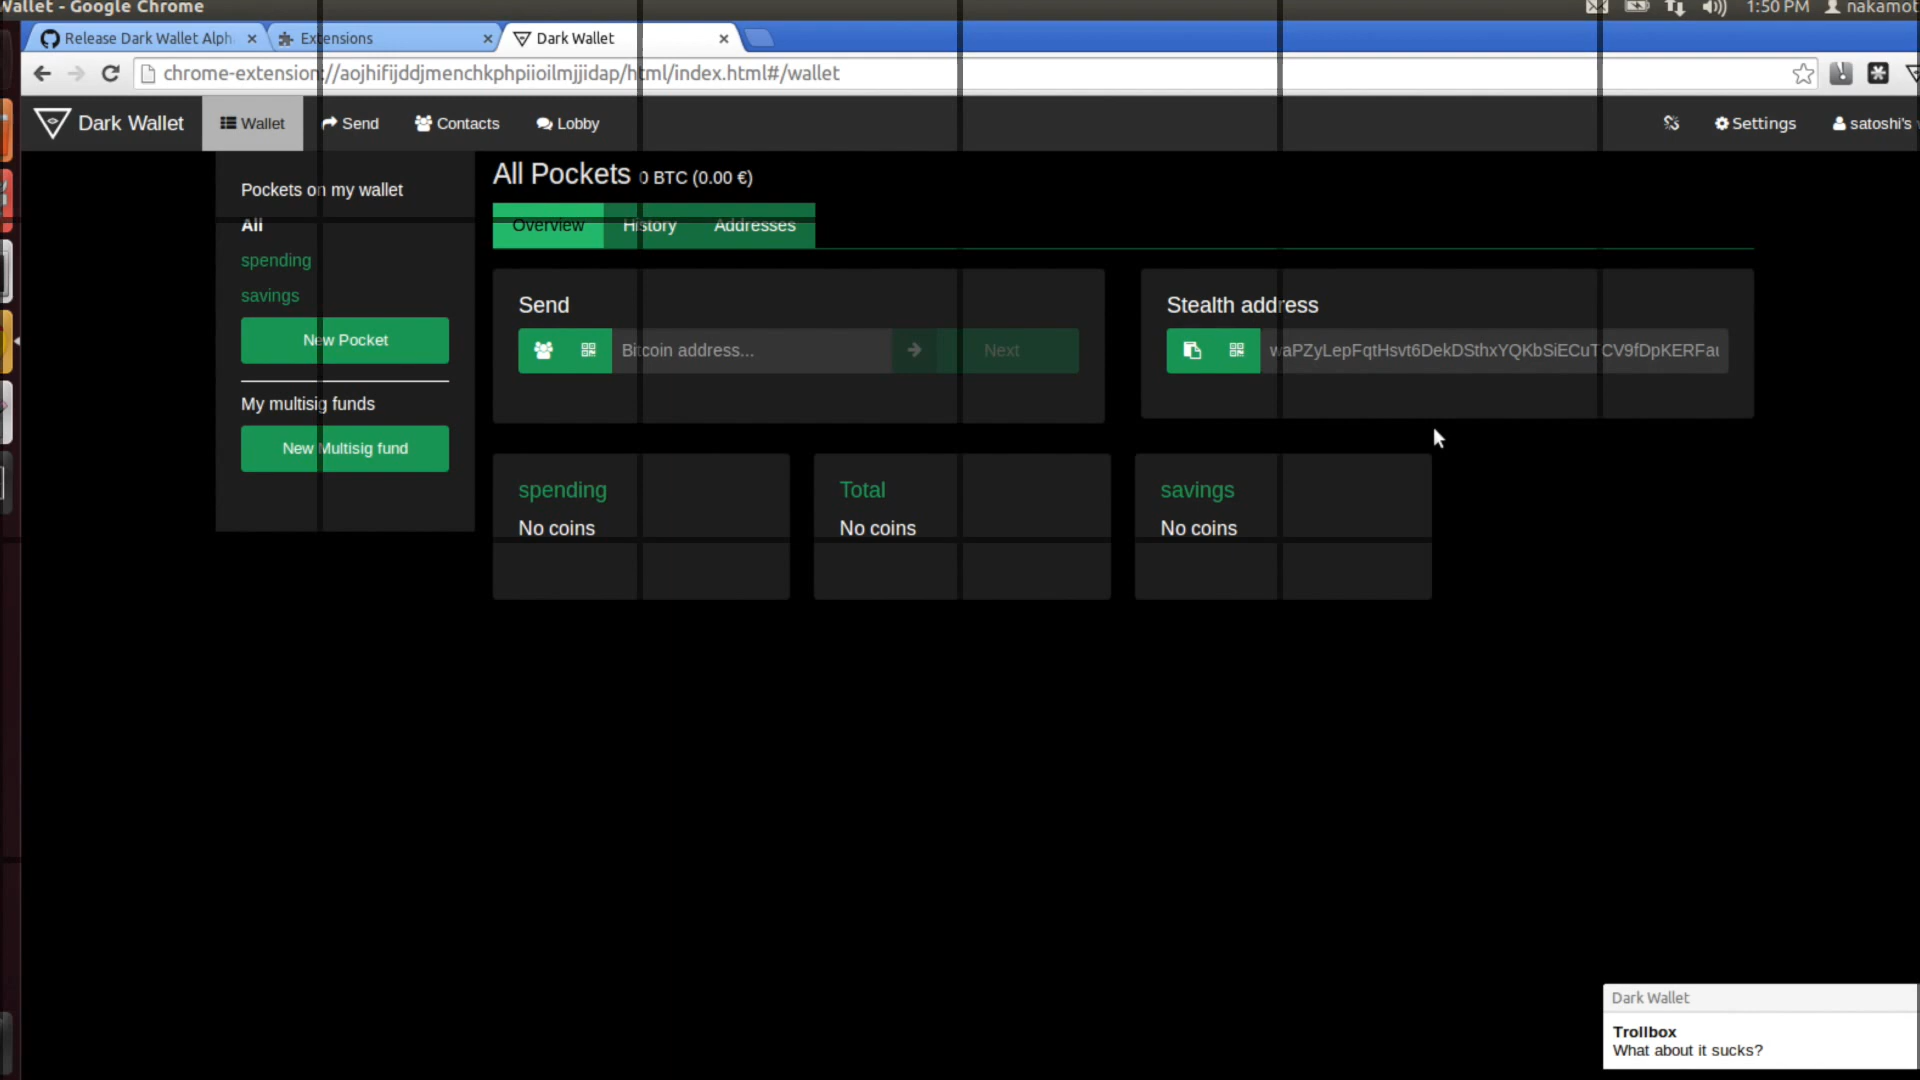 Wallet - Google Chrome
1:50 PM nakamot
Release Dark Wallet Alph
Extensions
Dark Wallet
chrome-extension://aojhifijddjmenchkphpiioilmjjidap/html/index.html#/wallet
Dark Wallet
Wallet
Send
Contacts
Lobby
Settings
satoshi's
Pockets on my wallet
All
spending
savings
New Pocket
My multisig funds
New Multisig fund
All Pockets 0 BTC (0.00 €)
Overview
History
Addresses
Send
Bitcoin address...
Next
Stealth address
waPZyLepFqtHsvt6DekDSthxYQKbSiECuTCV9fDpKERFau
spending
No coins
Total
No coins
savings
No coins
Dark Wallet
Trollbox
What about it sucks?